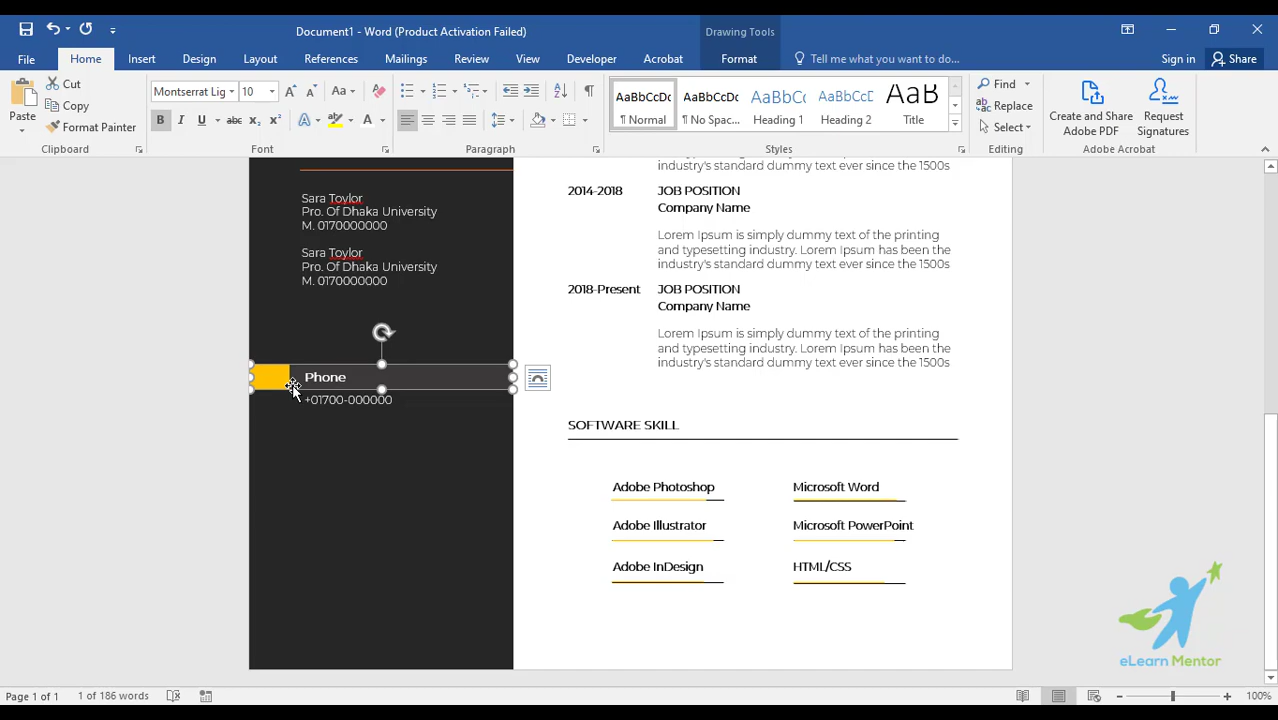 Document1 - Word (Product Activation Failed)
Drawing Tools
File Home Insert Design Layout References Mailings Review View Developer Acrobat Format Tell me what you want to do... Sign in Share
Paste
Cut
Copy
Format Painter
Clipboard
Montserrat Lig 10
Aa
B I U abc x₂ x² A A
Font
Paragraph
AaBbCcDc AaBbCcDc AaBbCc AaBbCcD AaB
¶ Normal ¶ No Spac... Heading 1 Heading 2 Title
Styles
Find
Replace
Select
Editing
Create and Share
Adobe PDF
Request
Signatures
Adobe Acrobat
Sara Toylor
Pro. Of Dhaka University
M. 0170000000
Sara Toylor
Pro. Of Dhaka University
M. 0170000000
Phone
+01700-000000
industry's standard dummy text ever since the 1500s
2014-2018 JOB POSITION
Company Name
Lorem Ipsum is simply dummy text of the printing
and typesetting industry. Lorem Ipsum has been the
industry's standard dummy text ever since the 1500s
2018-Present JOB POSITION
Company Name
Lorem Ipsum is simply dummy text of the printing
and typesetting industry. Lorem Ipsum has been the
industry's standard dummy text ever since the 1500s
SOFTWARE SKILL
Adobe Photoshop Microsoft Word
Adobe Illustrator Microsoft PowerPoint
Adobe InDesign HTML/CSS
eLearn Mentor
Page 1 of 1 1 of 186 words
100%